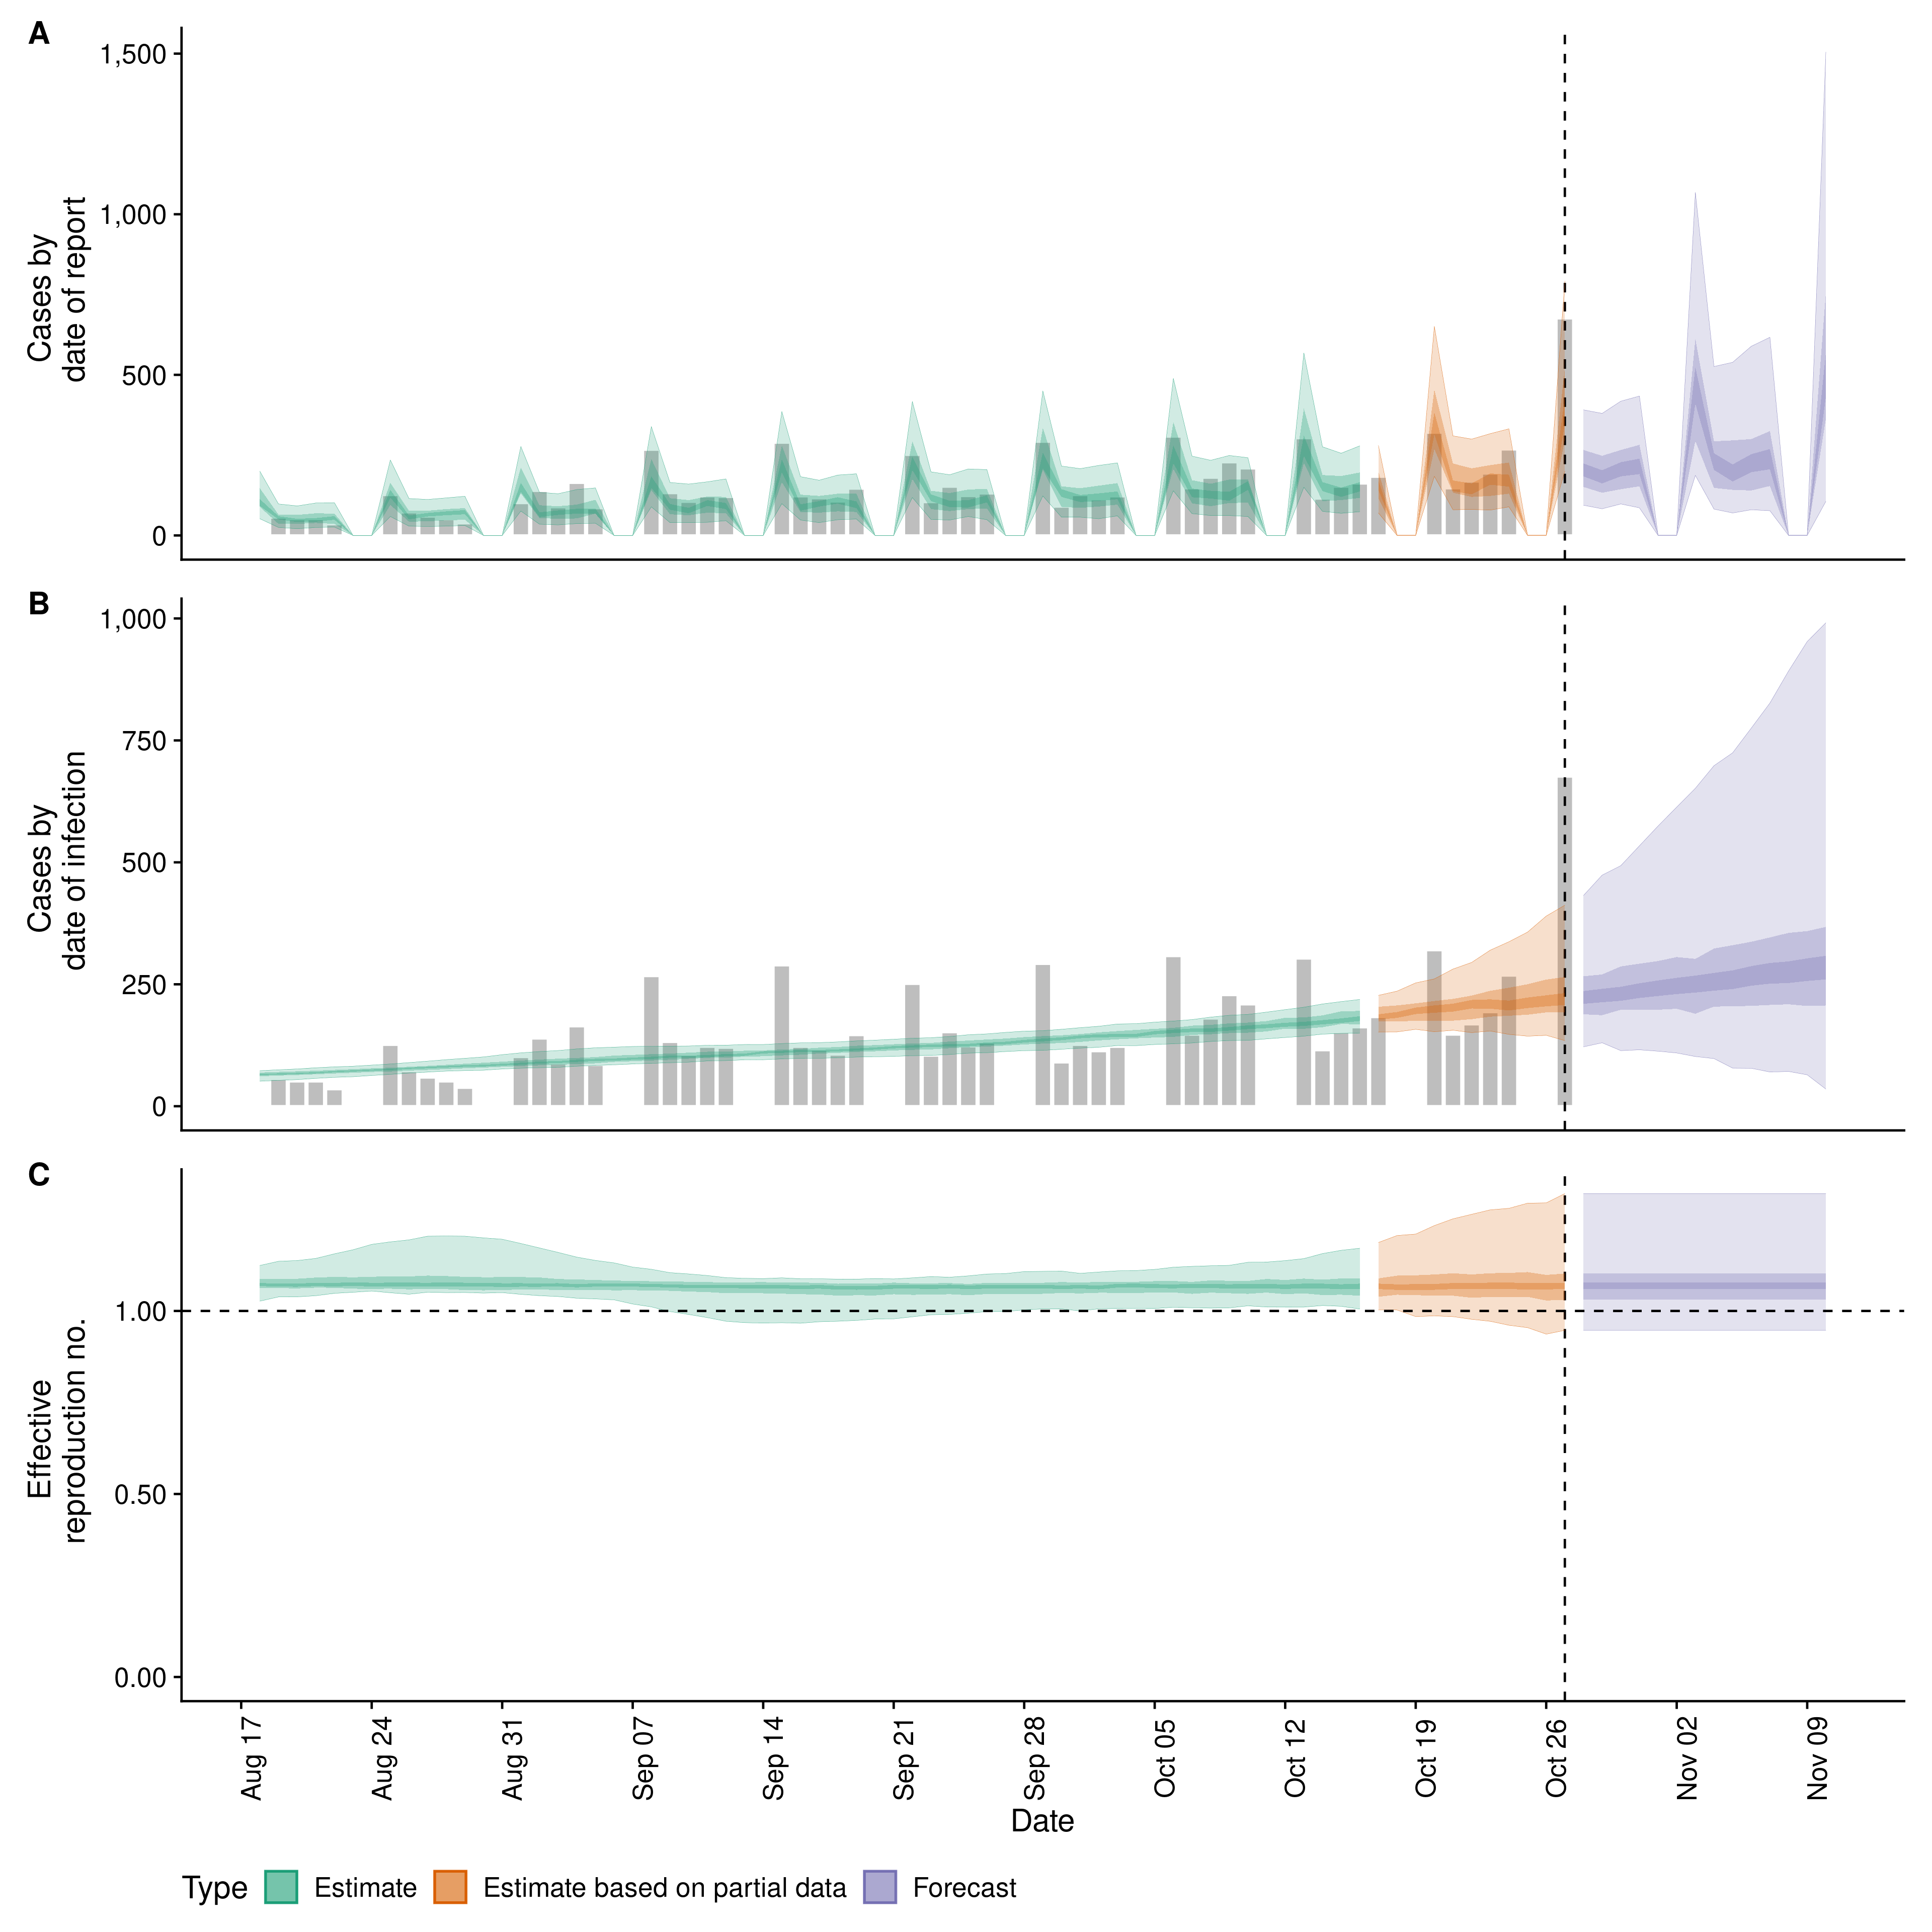 A
1,500
1,000
500
0
Cases by
date of report
B
1,000
750
500
250
0
Cases by
date of infection
C
1.00
0.50
0.00
Effective
reproduction no.
Aug 17
Aug 24
Aug 31
Sep 07
Sep 14
Sep 21
Sep 28
Oct 05
Oct 12
Oct 19
Oct 26
Nov 02
Nov 09
Date
Type Estimate Estimate based on partial data Forecast